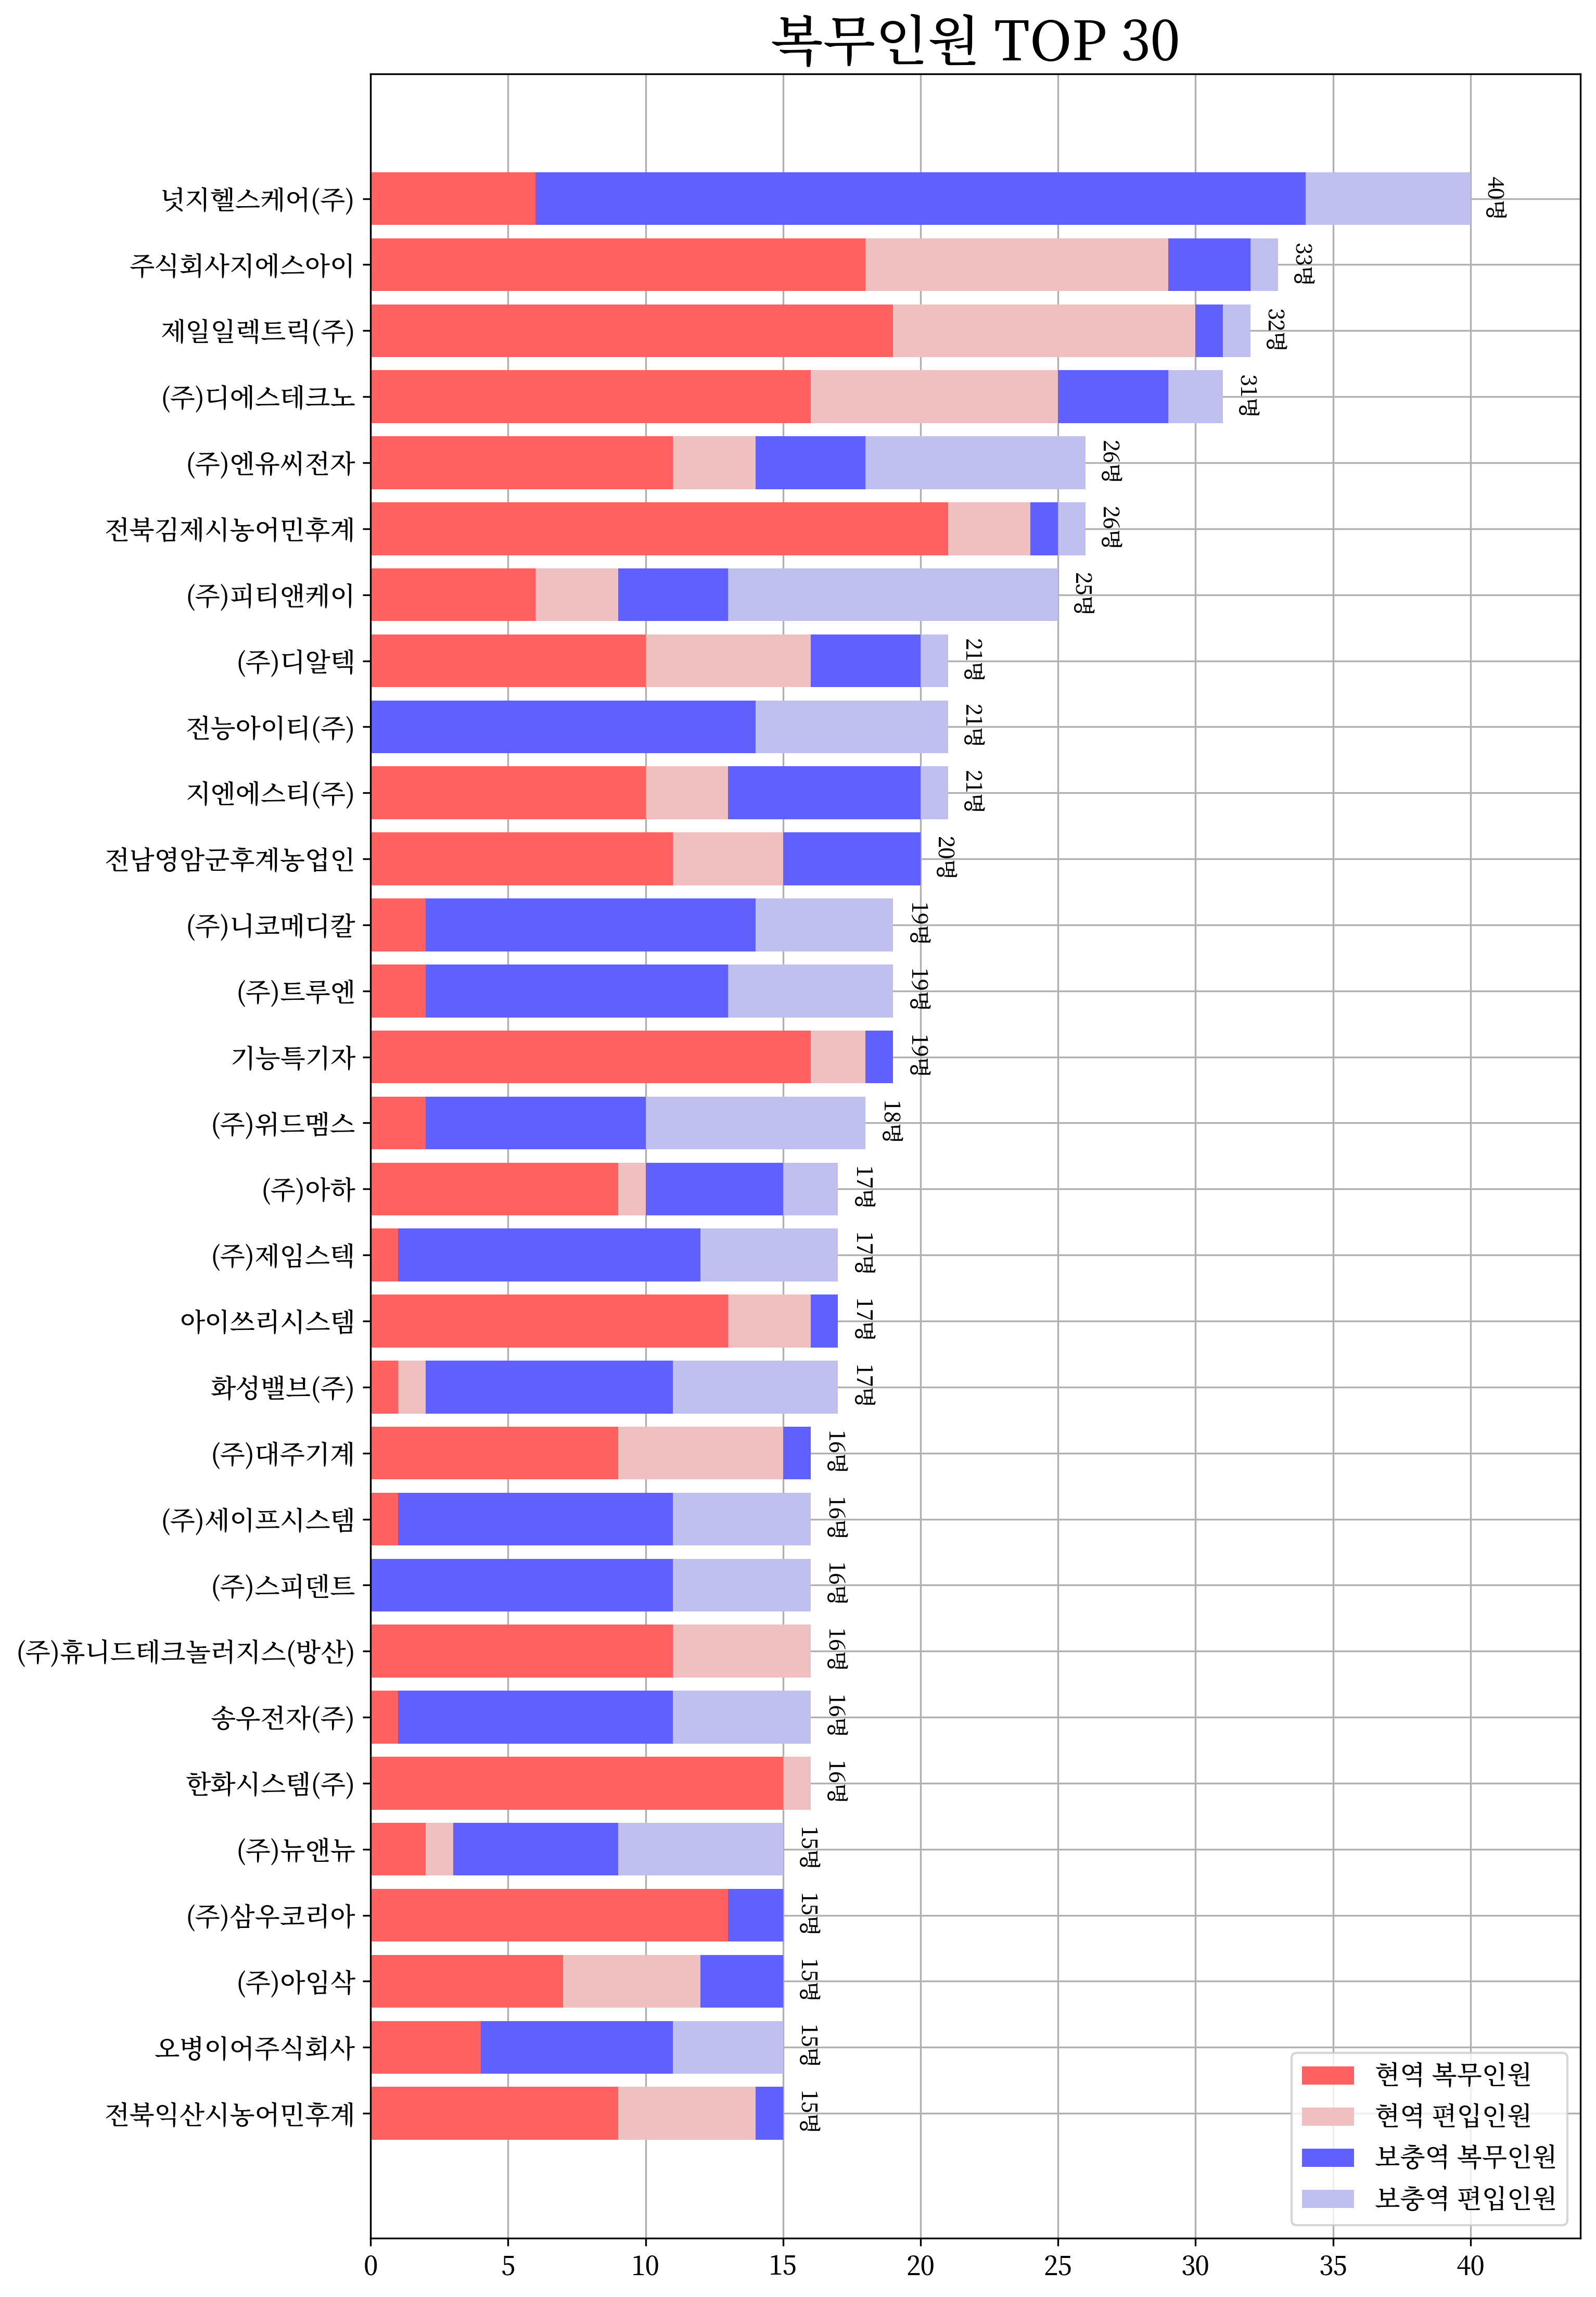 복무인원 TOP 30
넛지헬스케어(주) 40명
주식회사지에스아이 33명
제일일렉트릭(주) 32명
(주)디에스테크노 31명
(주)엔유씨전자 26명
전북김제시농어민후계 26명
(주)피티앤케이 25명
(주)디알텍 21명
전능아이티(주) 21명
지엔에스티(주) 21명
전남영암군후계농업인 20명
(주)니코메디칼 19명
(주)트루엔 19명
기능특기자 19명
(주)위드멤스 18명
(주)아하 17명
(주)제임스텍 17명
아이쓰리시스템 17명
화성밸브(주) 17명
(주)대주기계 16명
(주)세이프시스템 16명
(주)스피덴트 16명
(주)휴니드테크놀러지스(방산) 16명
송우전자(주) 16명
한화시스템(주) 16명
(주)뉴앤뉴 15명
(주)삼우코리아 15명
(주)아임삭 15명
오병이어주식회사 15명
전북익산시농어민후계 15명
현역 복무인원
현역 편입인원
보충역 복무인원
보충역 편입인원
0 5 10 15 20 25 30 35 40